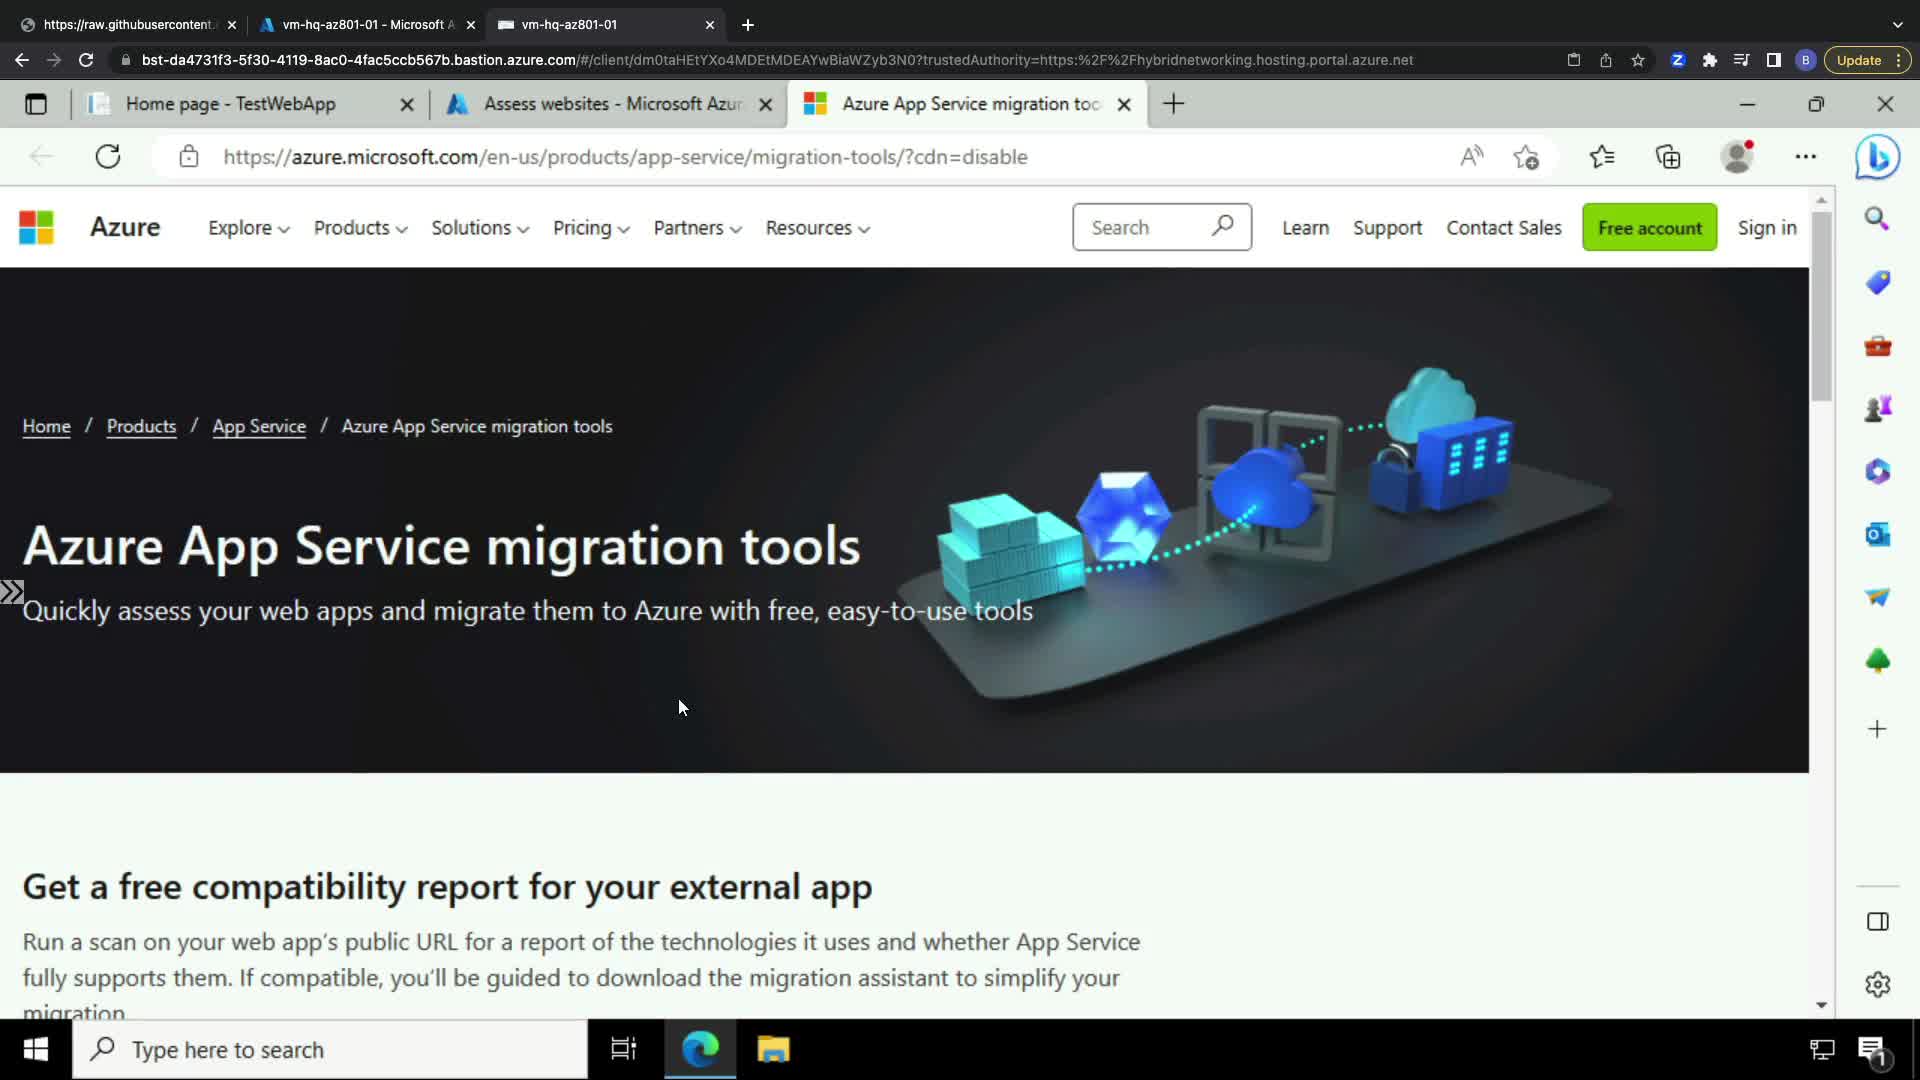 https://raw.githubusercontent.
vm-hq-az801-01 - Microsoft A
vm-hq-az801-01
bst-da4731f3-5f30-4119-8ac0-4fac5ccb567b.bastion.azure.com/#/client/dm0taHEtYXo4MDEtMDEAYwBiaWZyb3N0?trustedAuthority=https:%2F%2Fhybridnetworking.hosting.portal.azure.net
B
Update
Home page - TestWebApp
Assess websites - Microsoft Azur
Azure App Service migration too
https://azure.microsoft.com/en-us/products/app-service/migration-tools/?cdn=disable
Azure
Explore
Products
Solutions
Pricing
Partners
Resources
Search
Learn
Support
Contact Sales
Free account
Sign in
Home / Products / App Service / Azure App Service migration tools
Azure App Service migration tools
Quickly assess your web apps and migrate them to Azure with free, easy-to-use tools
Get a free compatibility report for your external app
Run a scan on your web app's public URL for a report of the technologies it uses and whether App Service
fully supports them. If compatible, you'll be guided to download the migration assistant to simplify your
migration.
Type here to search
1